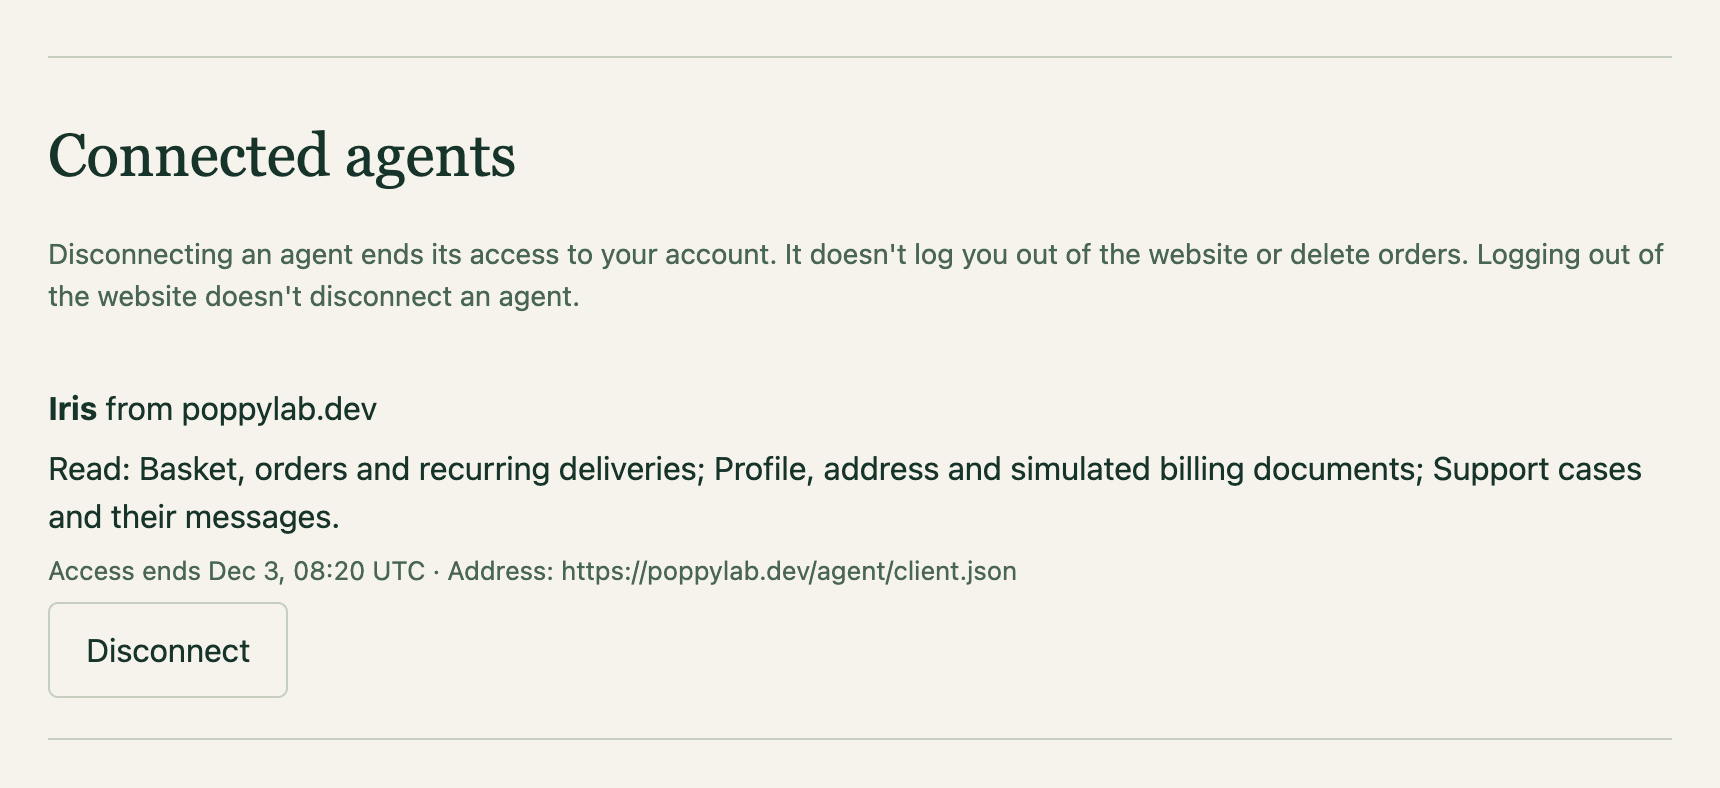 Connected agents
Disconnecting an agent ends its access to your account. It doesn't log you out of the website or delete orders. Logging out of
the website doesn't disconnect an agent.
Iris from poppylab.dev
Read: Basket, orders and recurring deliveries; Profile, address and simulated billing documents; Support cases
and their messages.
Access ends Dec 3, 08:20 UTC · Address: https://poppylab.dev/agent/client.json
Disconnect